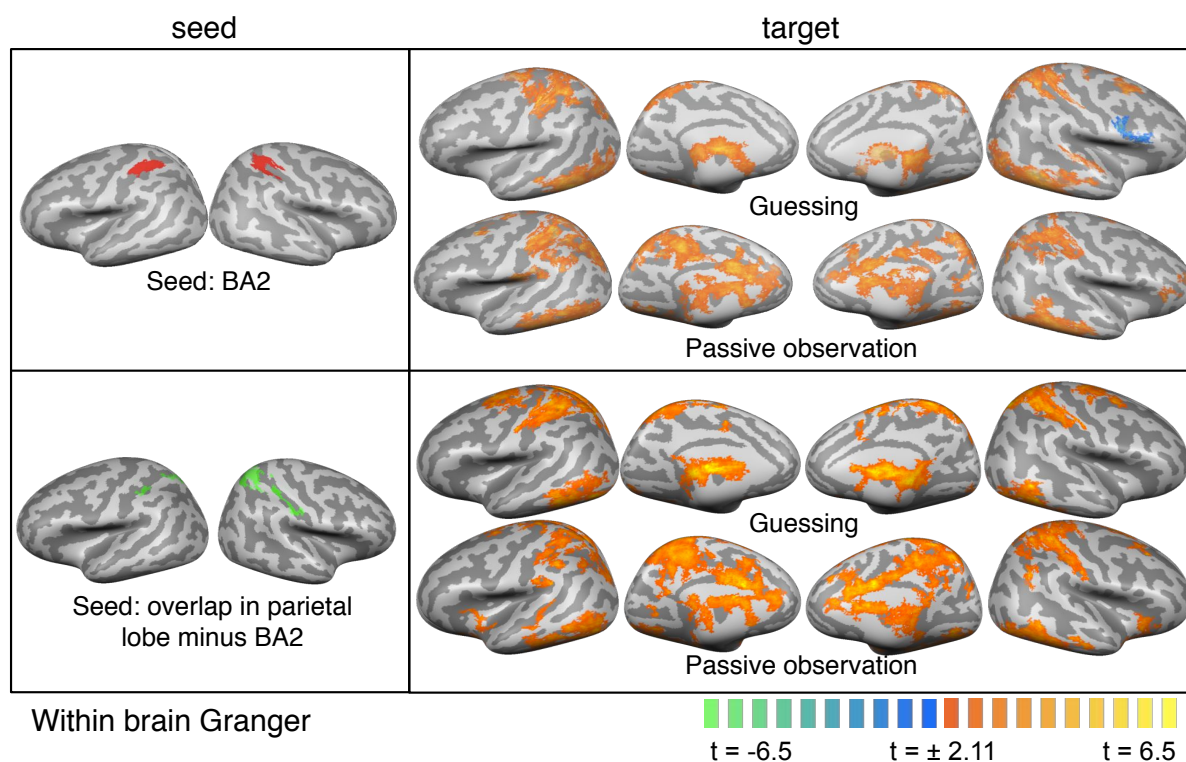 seed
target
Seed: BA2
Guessing
Passive observation
Seed: overlap in parietal
lobe minus BA2
Guessing
Passive observation
Within brain Granger
t = -6.5
t = ± 2.11
t = 6.5